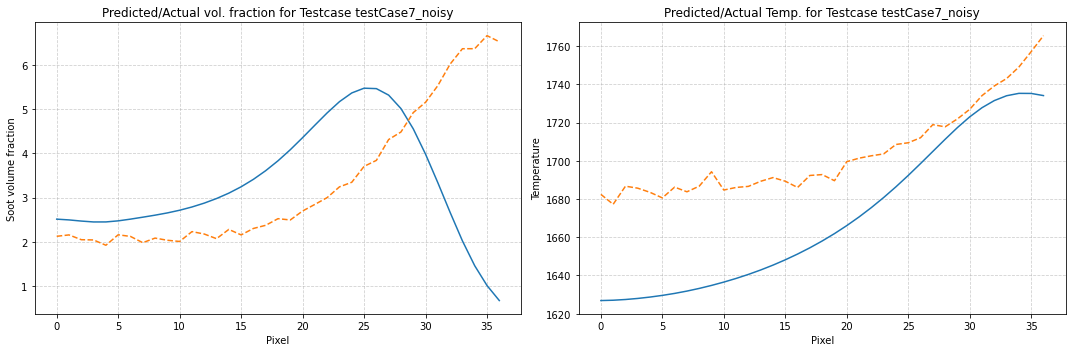 Predicted/Actual vol. fraction for Testcase testCase7_noisy
Soot volume fraction
6
5
4
3
2
1
0 5 10 15 20 25 30 35
Pixel
Predicted/Actual Temp. for Testcase testCase7_noisy
Temperature
1760
1740
1720
1700
1680
1660
1640
1620
0 5 10 15 20 25 30 35
Pixel